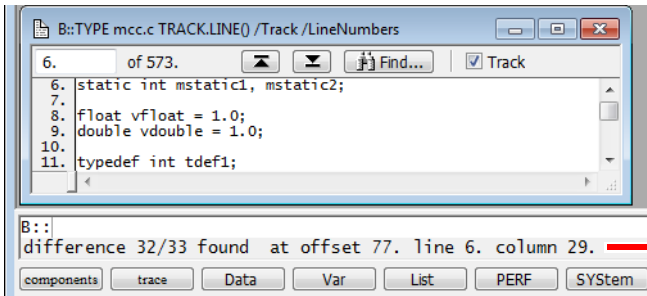 B::TYPE mcc.c TRACK.LINE() /Track /LineNumbers
6. of 573. Find... Track
6. static int mstatic1, mstatic2;
7.
8. float vfloat = 1.0;
9. double vdouble = 1.0;
10.
11. typedef int tdef1;
B::
difference 32/33 found at offset 77. line 6. column 29.
components trace Data Var List PERF SYStem